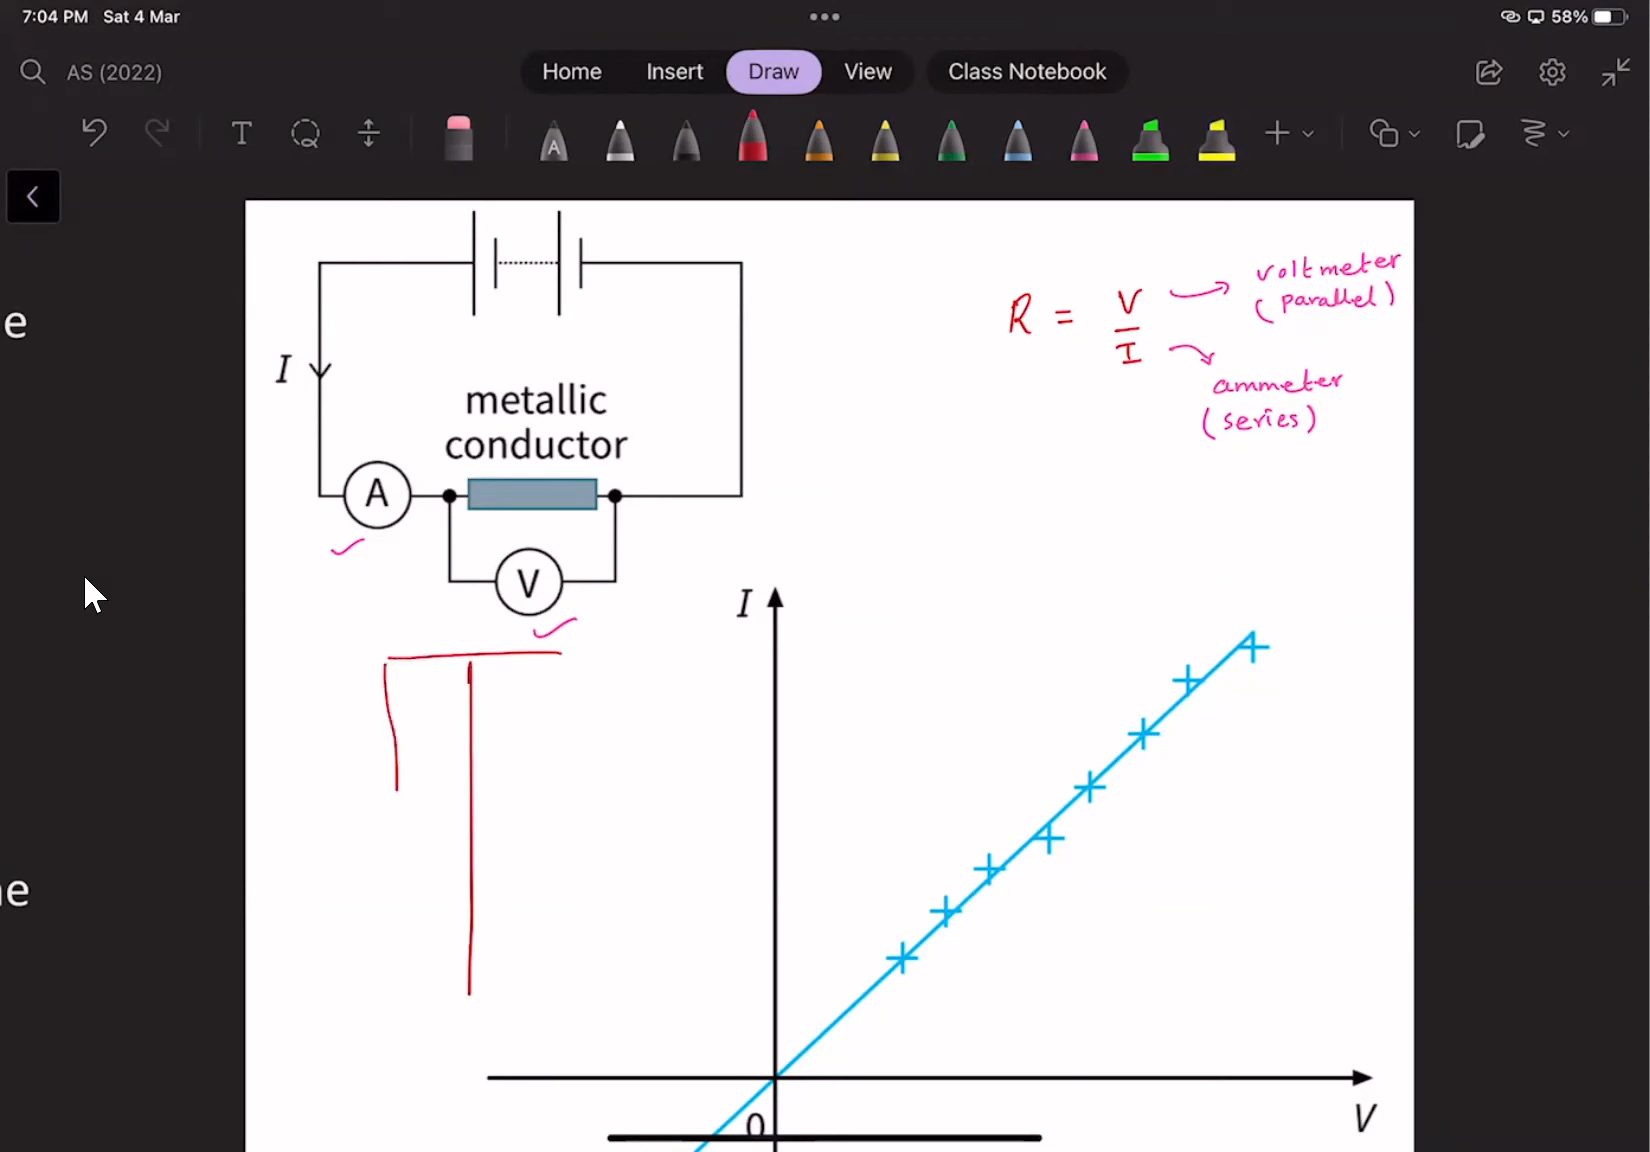 7:04 PM Sat 4 Mar
58%
AS (2022)
Home Insert Draw View Class Notebook
T
A
e
I
metallic
conductor
A
V
R = V/I
voltmeter
(parallel)
ammeter
(series)
I
ne
0
V